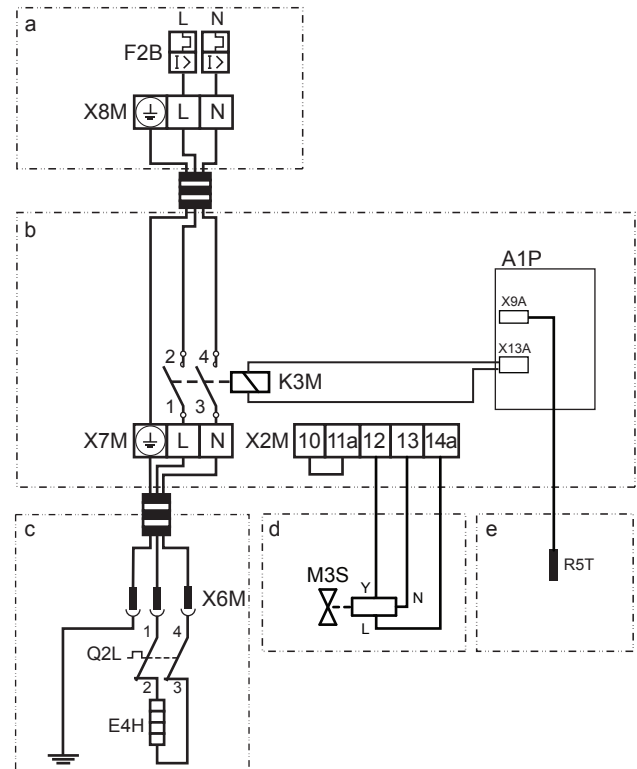 a
L N
F2B
I> I>
X8M L N
b
A1P
X9A
X13A
2 4
K3M
1 3
X7M L N
X2M 10 11a 12 13 14a
c
d
e
M3S
Y
N
L
R5T
X6M
1 4
Q2L
2 3
E4H